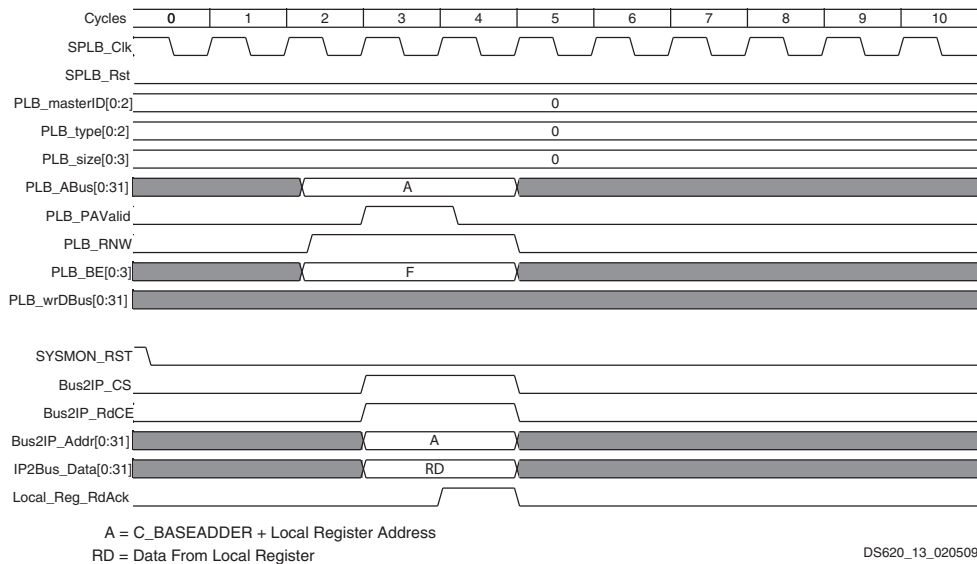 Cycles 0 1 2 3 4 5 6 7 8 9 10
SPLB_Clk
SPLB_Rst
PLB_masterID[0:2] 0
PLB_type[0:2] 0
PLB_size[0:3] 0
PLB_ABus[0:31] A
PLB_PAValid
PLB_RNW
PLB_BE[0:3] F
PLB_wrDBus[0:31]
SYSMON_RST
Bus2IP_CS
Bus2IP_RdCE
Bus2IP_Addr[0:31] A
IP2Bus_Data[0:31] RD
Local_Reg_RdAck
A = C_BASEADDER + Local Register Address
RD = Data From Local Register
DS620_13_020509